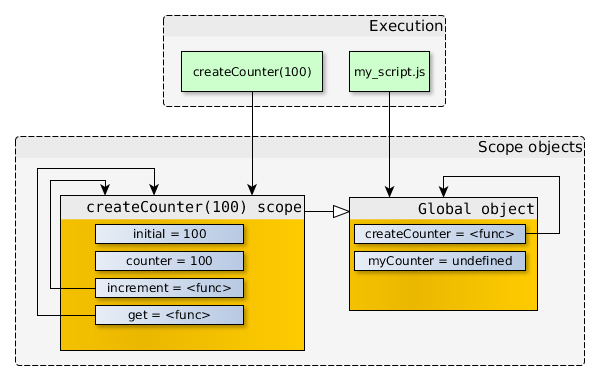 Execution
createCounter(100)
my_script.js
Scope objects
createCounter(100) scope
initial = 100
counter = 100
increment = <func>
get = <func>
Global object
createCounter = <func>
myCounter = undefined